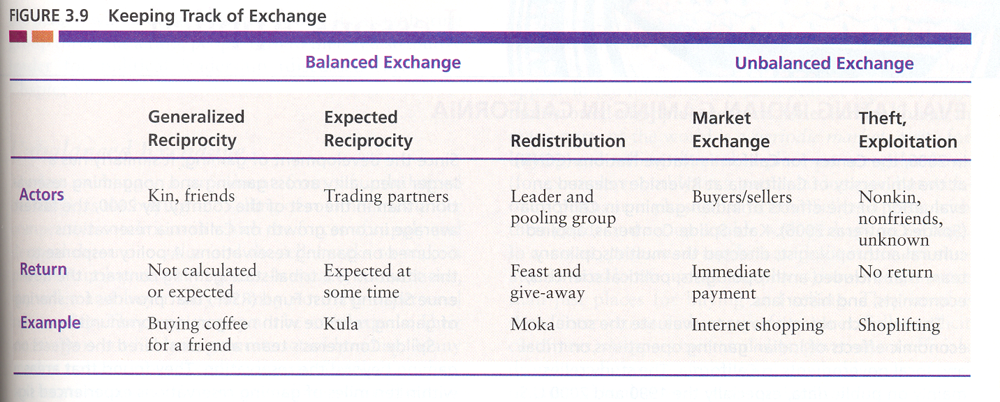 FIGURE 3.9 Keeping Track of Exchange
Balanced Exchange Unbalanced Exchange
Generalized Expected Market Theft,
Reciprocity Reciprocity Redistribution Exchange Exploitation
Actors Kin, friends Trading partners Leader and Buyers/sellers Nonkin,
pooling group nonfriends,
unknown
Return Not calculated Expected at Feast and Immediate No return
or expected some time give-away payment
Example Buying coffee Kula Moka Internet shopping Shoplifting
for a friend